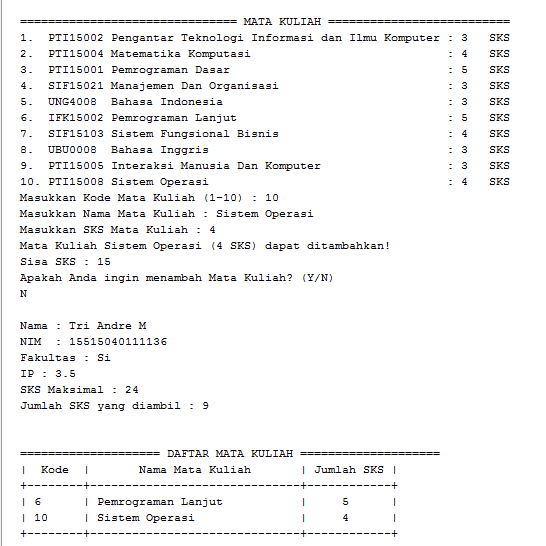 =============================== MATA KULIAH ==========================
1.  PTI15002 Pengantar Teknologi Informasi dan Ilmu Komputer : 3   SKS
2.  PTI15004 Matematika Komputasi                            : 4   SKS
3.  PTI15001 Pemrograman Dasar                               : 5   SKS
4.  SIF15021 Manajemen Dan Organisasi                        : 3   SKS
5.  UNG4008  Bahasa Indonesia                                : 3   SKS
6.  IFK15002 Pemrograman Lanjut                              : 5   SKS
7.  SIF15103 Sistem Fungsional Bisnis                        : 4   SKS
8.  UBU0008  Bahasa Inggris                                  : 3   SKS
9.  PTI15005 Interaksi Manusia Dan Komputer                  : 3   SKS
10. PTI15008 Sistem Operasi                                  : 4   SKS
Masukkan Kode Mata Kuliah (1-10) : 10
Masukkan Nama Mata Kuliah : Sistem Operasi
Masukkan SKS Mata Kuliah : 4
Mata Kuliah Sistem Operasi (4 SKS) dapat ditambahkan!
Sisa SKS : 15
Apakah Anda ingin menambah Mata Kuliah? (Y/N)
N
Nama : Tri Andre M
NIM  : 15515040111136
Fakultas : Si
IP : 3.5
SKS Maksimal : 24
Jumlah SKS yang diambil : 9
==================== DAFTAR MATA KULIAH ====================
|  Kode  |       Nama Mata Kuliah       | Jumlah SKS |
+--------+------------------------------+------------+
| 6      | Pemrograman Lanjut           |     5      |
| 10     | Sistem Operasi               |     4      |
+--------+------------------------------+------------+